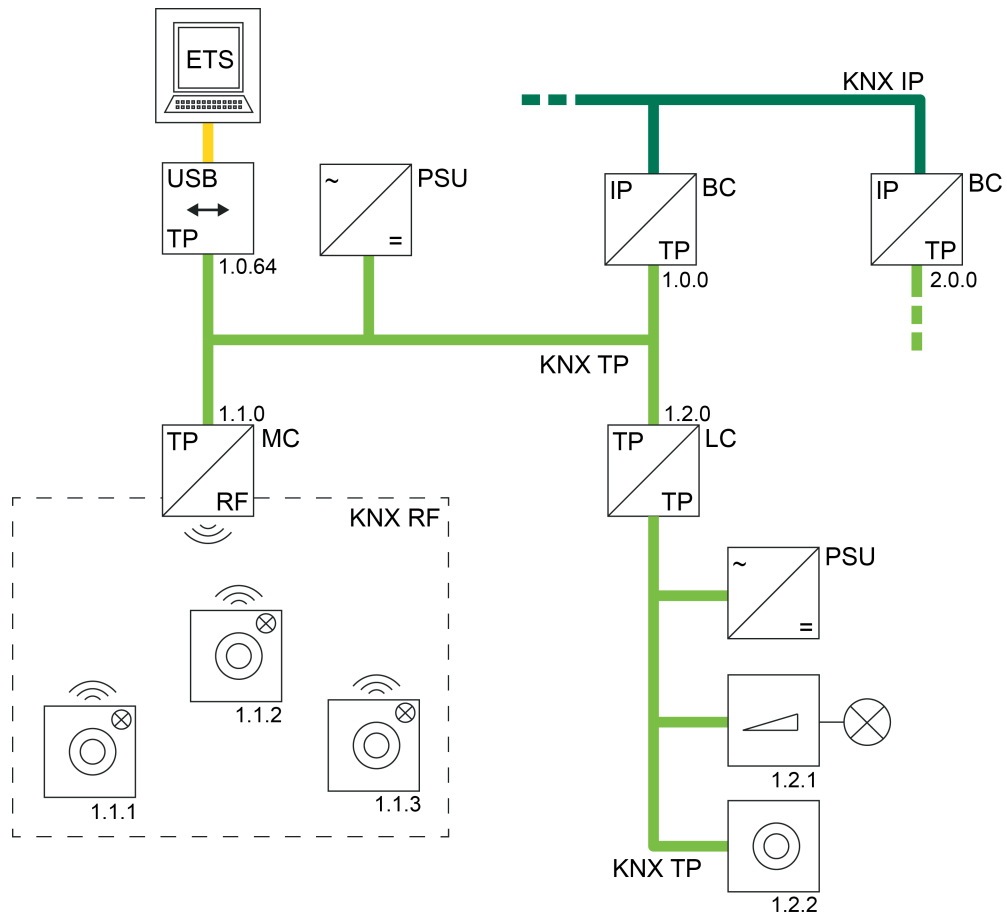 ETS
KNX IP
USB
TP
1.0.64
~
=
PSU
IP
TP
BC
1.0.0
IP
TP
BC
2.0.0
KNX TP
1.1.0
TP
RF
MC
1.2.0
TP
TP
LC
KNX RF
1.1.1
1.1.2
1.1.3
~
=
PSU
1.2.1
KNX TP
1.2.2